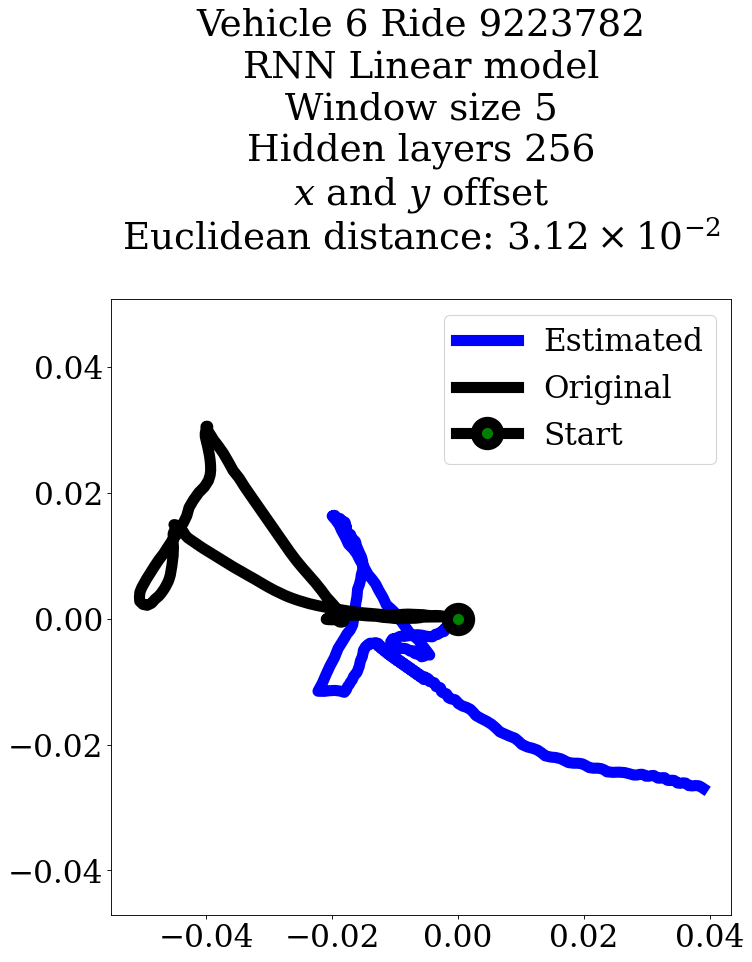 Vehicle 6 Ride 9223782
RNN Linear model
Window size 5
Hidden layers 256
x and y offset
Euclidean distance: 3.12 × 10⁻²
Estimated
Original
Start
0.04
0.02
0.00
−0.02
−0.04
−0.04
−0.02
0.00
0.02
0.04